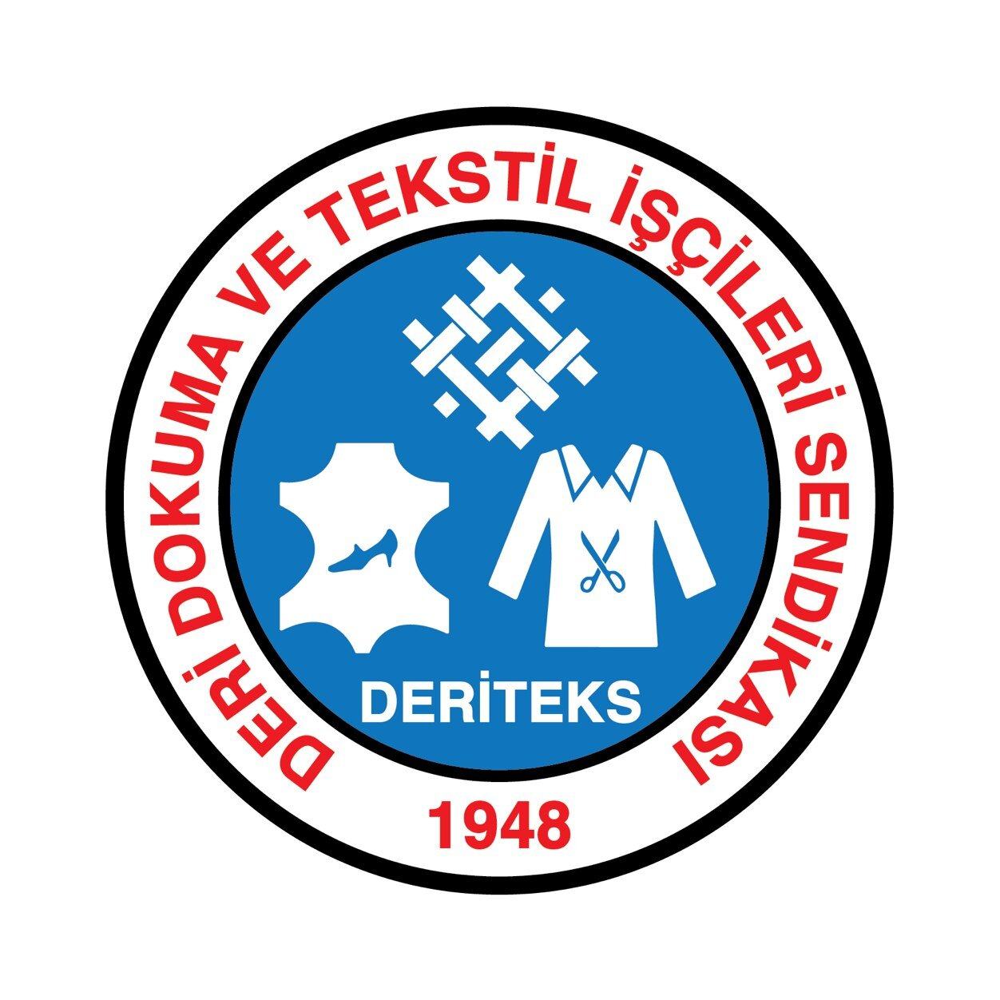 DERİ DOKUMA VE TEKSTİL İŞÇİLERİ SENDİKASI
DERİTEKS
1948